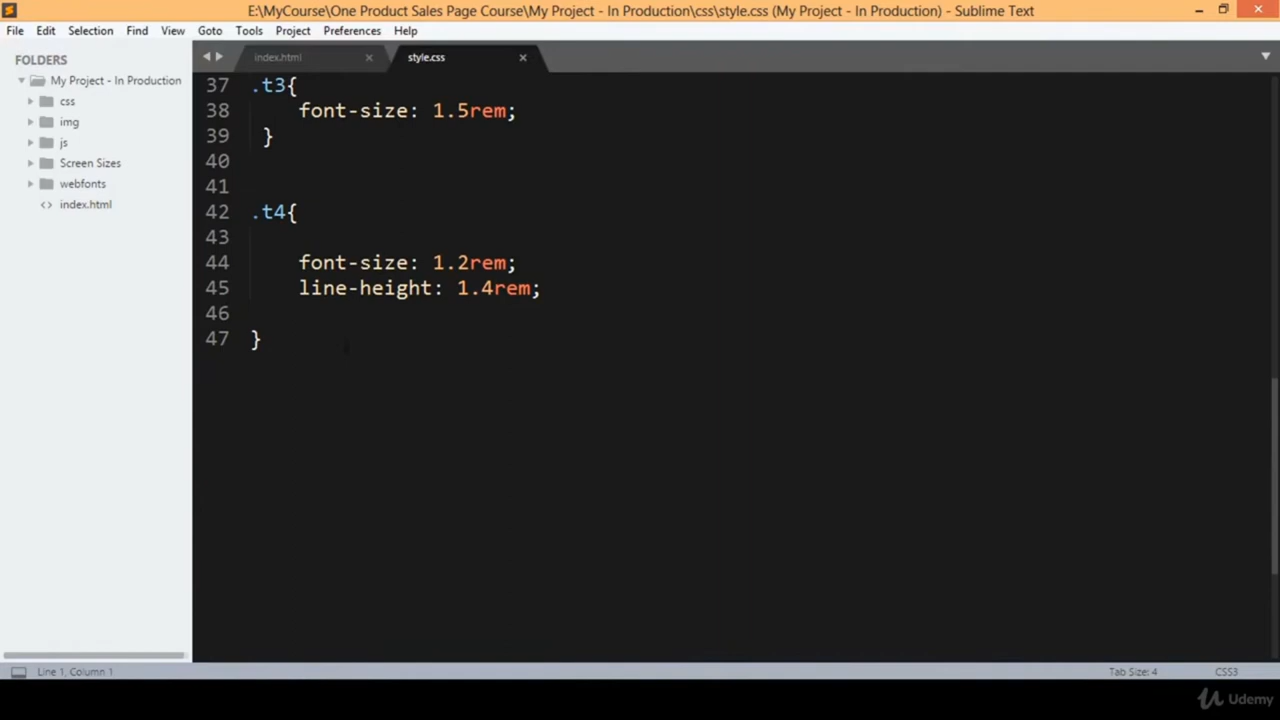 E:\MyCourse\One Product Sales Page Course\My Project - In Production\css\style.css (My Project - In Production) - Sublime Text
File Edit Selection Find View Goto Tools Project Preferences Help
FOLDERS
My Project - In Production
css
img
js
Screen Sizes
webfonts
index.html
index.html style.css
37 .t3{
38 font-size: 1.5rem;
39 }
40
41
42 .t4{
43
44 font-size: 1.2rem;
45 line-height: 1.4rem;
46
47 }
Line 1, Column 1 Tab Size: 4 CSS3
Udemy